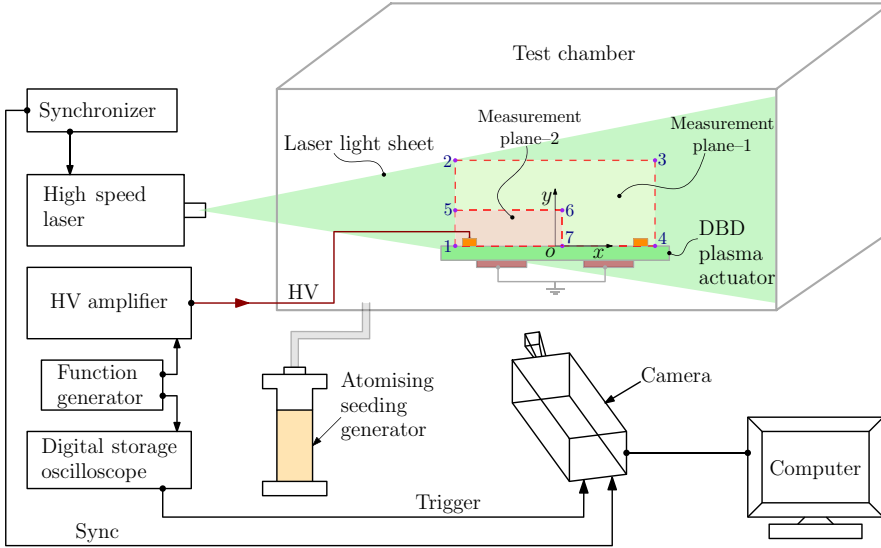 Test chamber
Synchronizer
Measurement
plane–2
Measurement
plane–1
Laser light sheet
2
3
High speed
laser
5
6
y
1
o
7
x
4
DBD
plasma
actuator
HV amplifier
HV
Function
generator
Atomising
seeding
generator
Camera
Digital storage
oscilloscope
Computer
Trigger
Sync